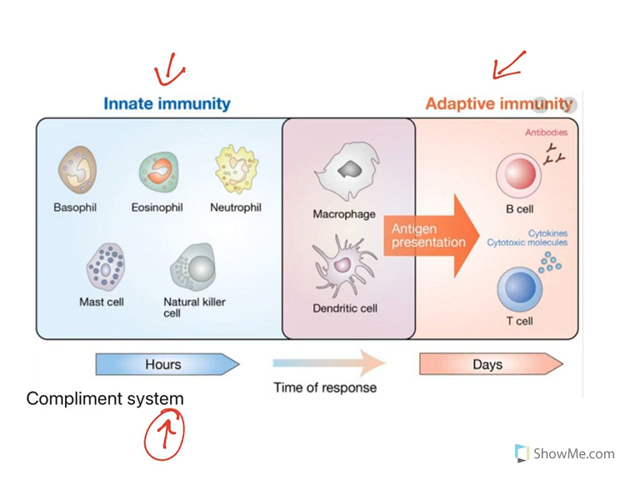 Innate immunity
Adaptive immunity
Antibodies
Basophil
Eosinophil
Neutrophil
Macrophage
B cell
Antigen
presentation
Cytokines
Cytotoxic molecules
Mast cell
Natural killer
cell
Dendritic cell
T cell
Hours
Time of response
Days
Compliment system
ShowMe.com